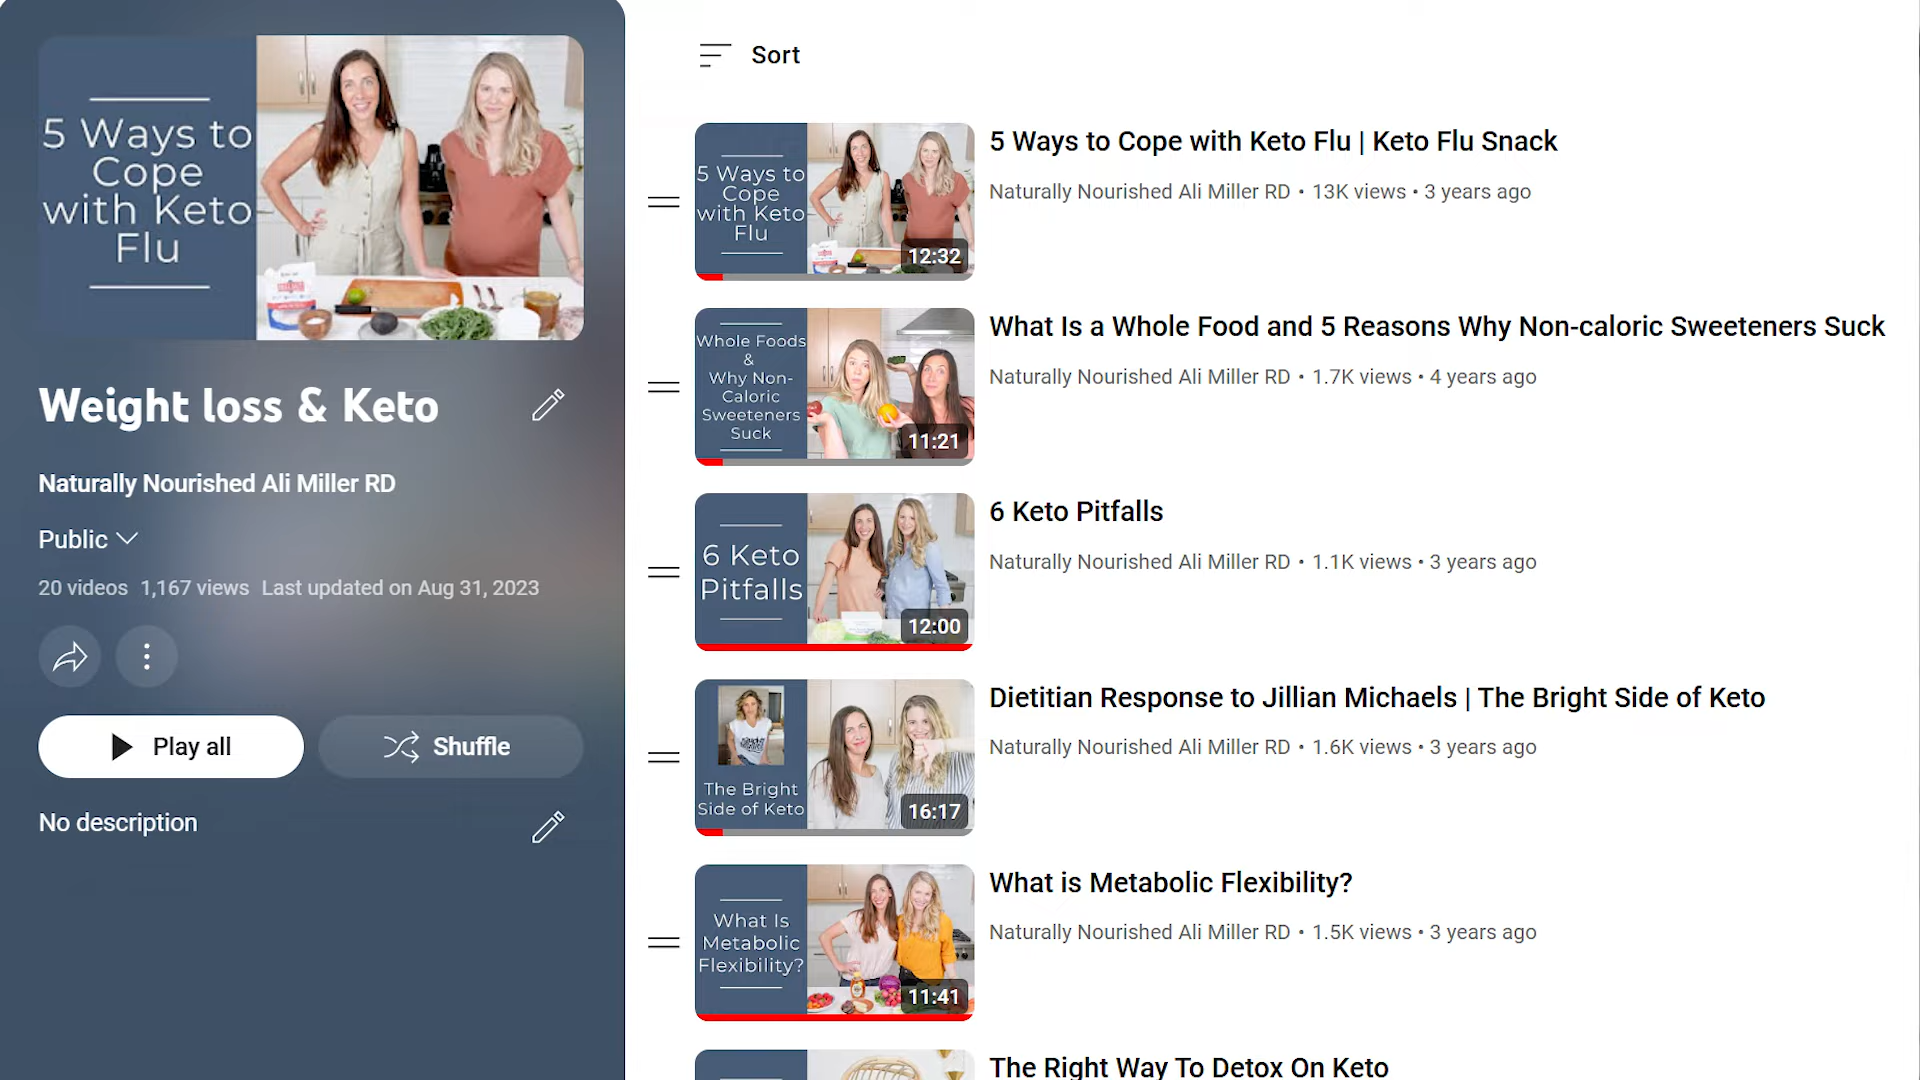 5 Ways to
Cope
with Keto
Flu
Weight loss & Keto
Naturally Nourished Ali Miller RD
Public
20 videos 1,167 views Last updated on Aug 31, 2023
Play all
Shuffle
No description
Sort
5 Ways to
Cope
with Keto
Flu
12:32
5 Ways to Cope with Keto Flu | Keto Flu Snack
Naturally Nourished Ali Miller RD • 13K views • 3 years ago
Whole Foods
&
Why Non-
Caloric
Sweeteners
Suck
11:21
What Is a Whole Food and 5 Reasons Why Non-caloric Sweeteners Suck
Naturally Nourished Ali Miller RD • 1.7K views • 4 years ago
6 Keto
Pitfalls
12:00
6 Keto Pitfalls
Naturally Nourished Ali Miller RD • 1.1K views • 3 years ago
The Bright
Side of Keto
16:17
Dietitian Response to Jillian Michaels | The Bright Side of Keto
Naturally Nourished Ali Miller RD • 1.6K views • 3 years ago
What Is
Metabolic
Flexibility?
11:41
What is Metabolic Flexibility?
Naturally Nourished Ali Miller RD • 1.5K views • 3 years ago
The Right Way To Detox On Keto